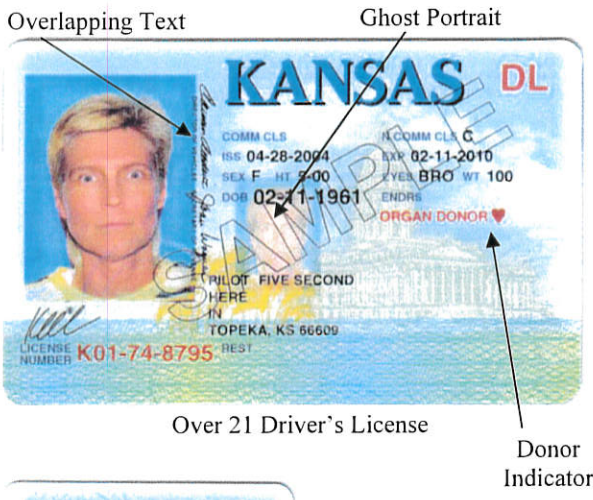 Overlapping Text
Ghost Portrait
KANSAS DL
COMM CLS N COMM CLS C
ISS 04-28-2004 EXP 02-11-2010
SEX F HT 5-00 EYES BRO WT 100
DOB 02-11-1961 ENDRS
ORGAN DONOR
SAMPLE
PILOT FIVE SECOND
HERE
IN
TOPEKA, KS 66609
LICENSE NUMBER K01-74-8795 REST
Over 21 Driver's License
Donor
Indicator